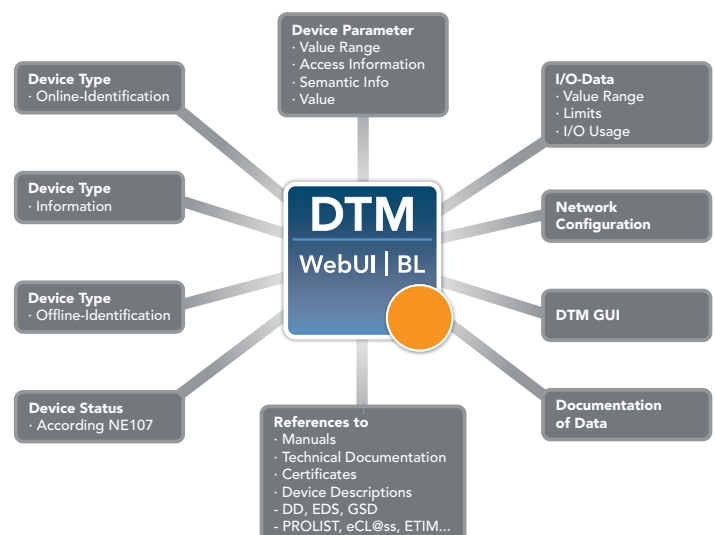 Device Parameter
· Value Range
· Access Information
· Semantic Info
· Value
Device Type
· Online-Identification
I/O-Data
· Value Range
· Limits
· I/O Usage
Device Type
· Information
DTM
WebUI | BL
Network
Configuration
Device Type
· Offline-Identification
DTM GUI
Device Status
· According NE107
Documentation
of Data
References to
· Manuals
· Technical Documentation
· Certificates
· Device Descriptions
- DD, EDS, GSD
- PROLIST, eCL@ss, ETIM...